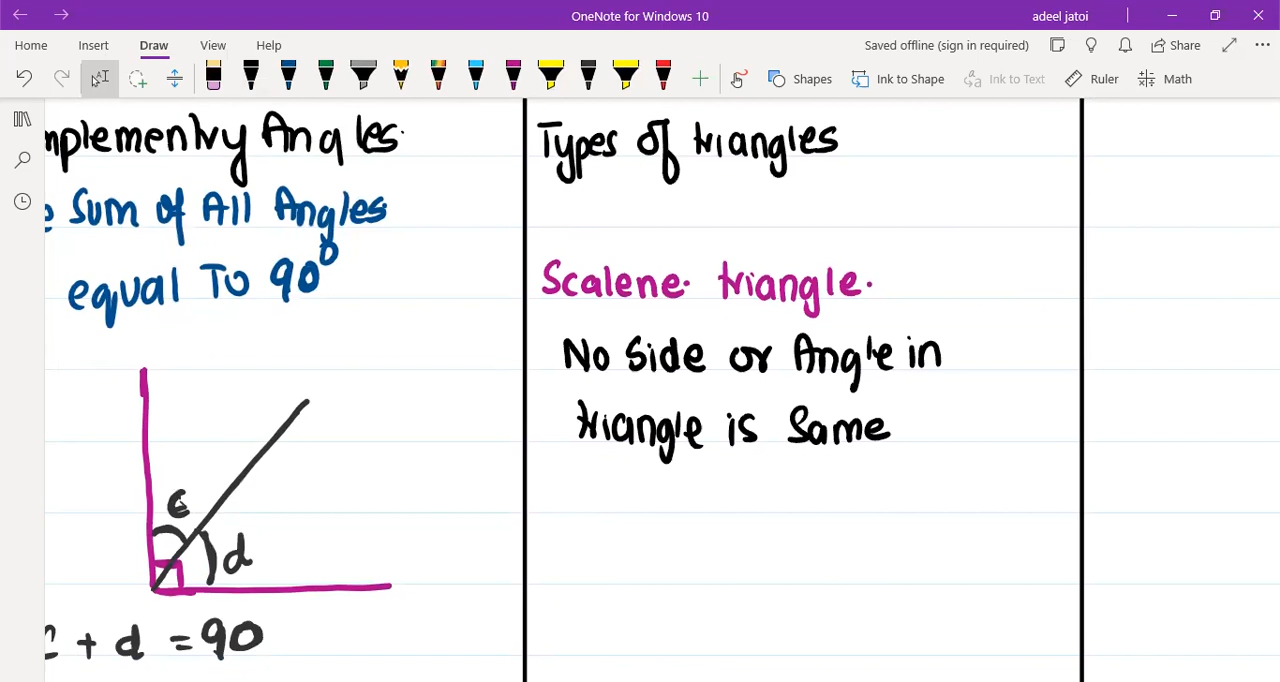 OneNote for Windows 10
adeel jatoi
Home Insert Draw View Help
Saved offline (sign in required)
Share
Shapes
Ink to Shape
Ink to Text
Ruler
Math
mplementry Angles.
e Sum of All Angles
equal To 90°
c
d
c + d = 90
Types of triangles
Scalene. triangle.
No Side or Angle in
triangle is Same